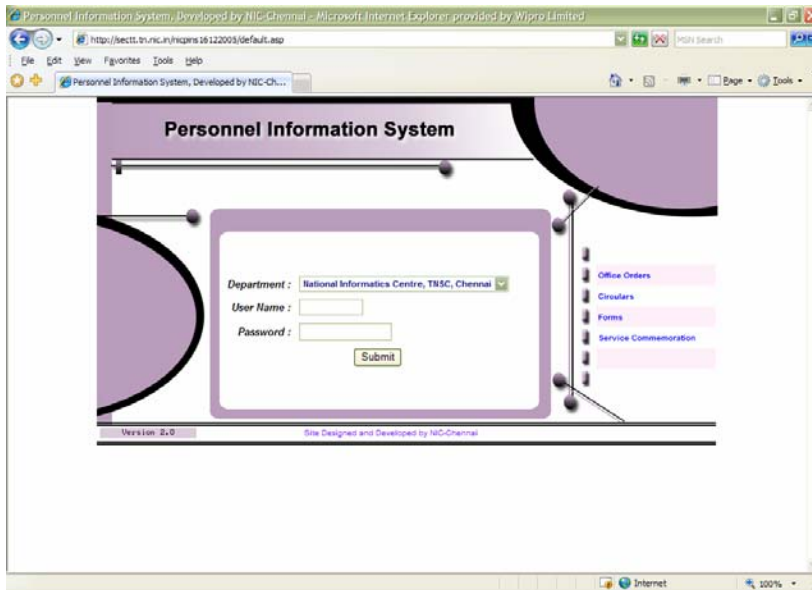 Personnel Information System, Developed by NIC-Chennai - Microsoft Internet Explorer provided by Wipro Limited
http://sectt.tn.nic.in/nicpins16122005/default.asp
MSN Search
File Edit View Favorites Tools Help
Personnel Information System, Developed by NIC-Ch...
Page Tools
Personnel Information System
Department : National Informatics Centre, TNSC, Chennai
User Name :
Password :
Submit
Office Orders
Circulars
Forms
Service Commemoration
Version 2.0
Site Designed and Developed by NIC-Chennai
Internet
100%